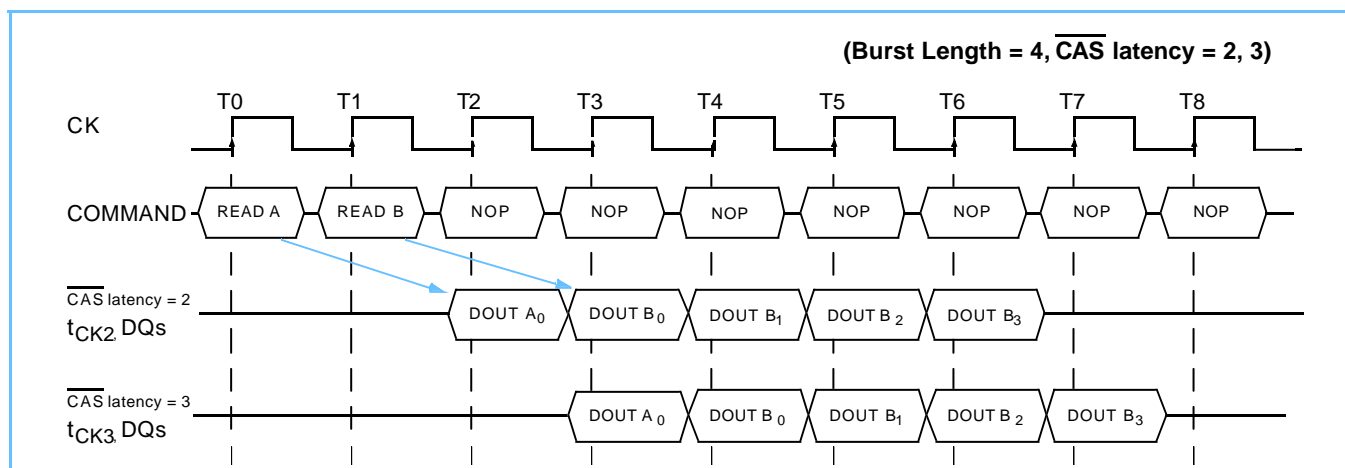 (Burst Length = 4, CAS latency = 2, 3)
T0 T1 T2 T3 T4 T5 T6 T7 T8
CK
COMMAND READ A READ B NOP NOP NOP NOP NOP NOP NOP
CAS latency = 2
tCK2, DQs DOUT A0 DOUT B0 DOUT B1 DOUT B2 DOUT B3
CAS latency = 3
tCK3, DQs DOUT A0 DOUT B0 DOUT B1 DOUT B2 DOUT B3